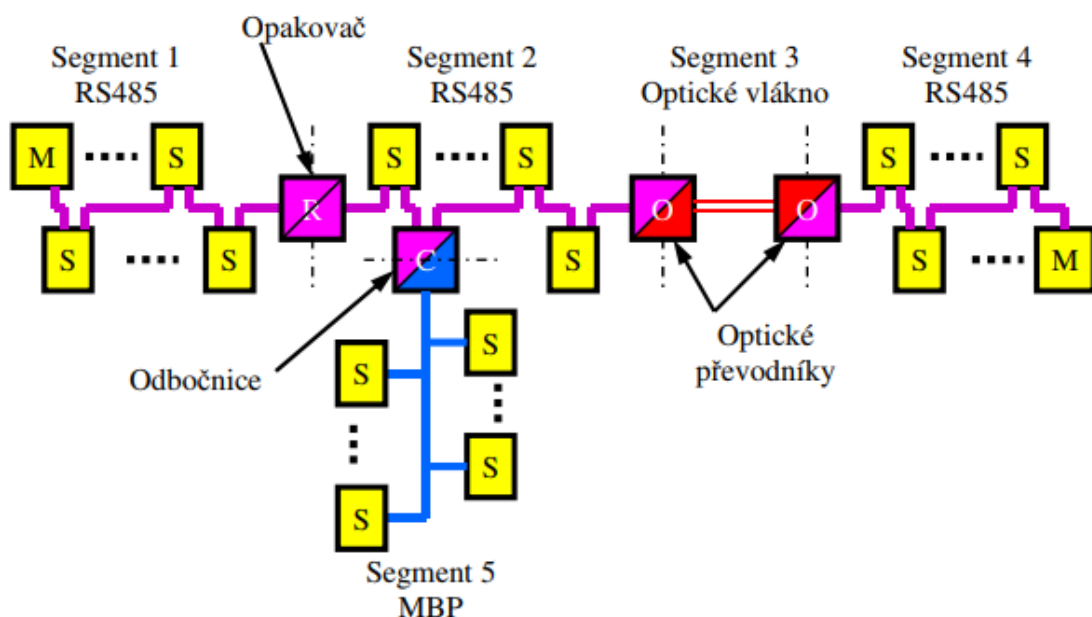 Opakovač
Segment 1
RS485
Segment 2
RS485
Segment 3
Optické vlákno
Segment 4
RS485
M
S
S
S
S
S
M
S
S
R
O
O
S
S
C
S
S
S
Odbočnice
S
S
S
S
Optické
převodníky
Segment 5
MBP